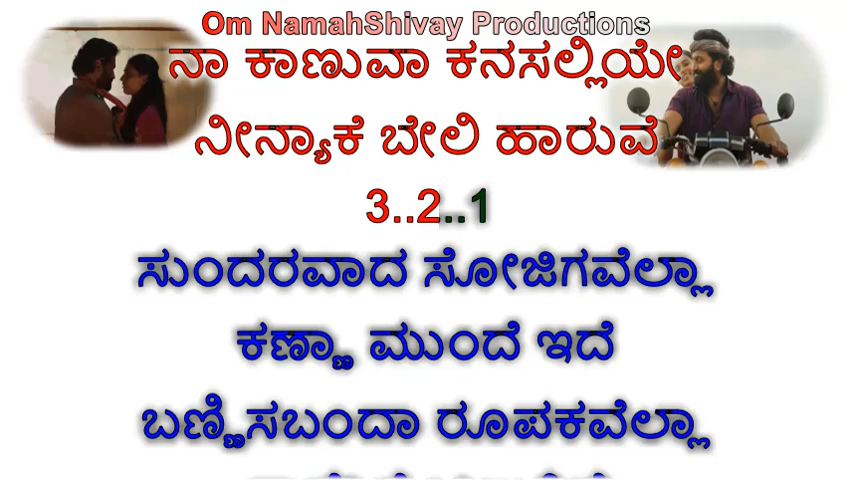 Om NamahShivay Productions
ನಾ ಕಾಣುವಾ ಕನಸಲ್ಲಿಯೇ
ನೀನ್ಯಾಕೆ ಬೇಲಿ ಹಾರುವೆ
3..2..1
ಸುಂದರವಾದ ಸೋಜಿಗವೆಲ್ಲಾ
ಕಣ್ಣಾ ಮುಂದೆ ಇದೆ
ಬಣ್ಣಿಸಬಂದಾ ರೂಪಕವೆಲ್ಲಾ